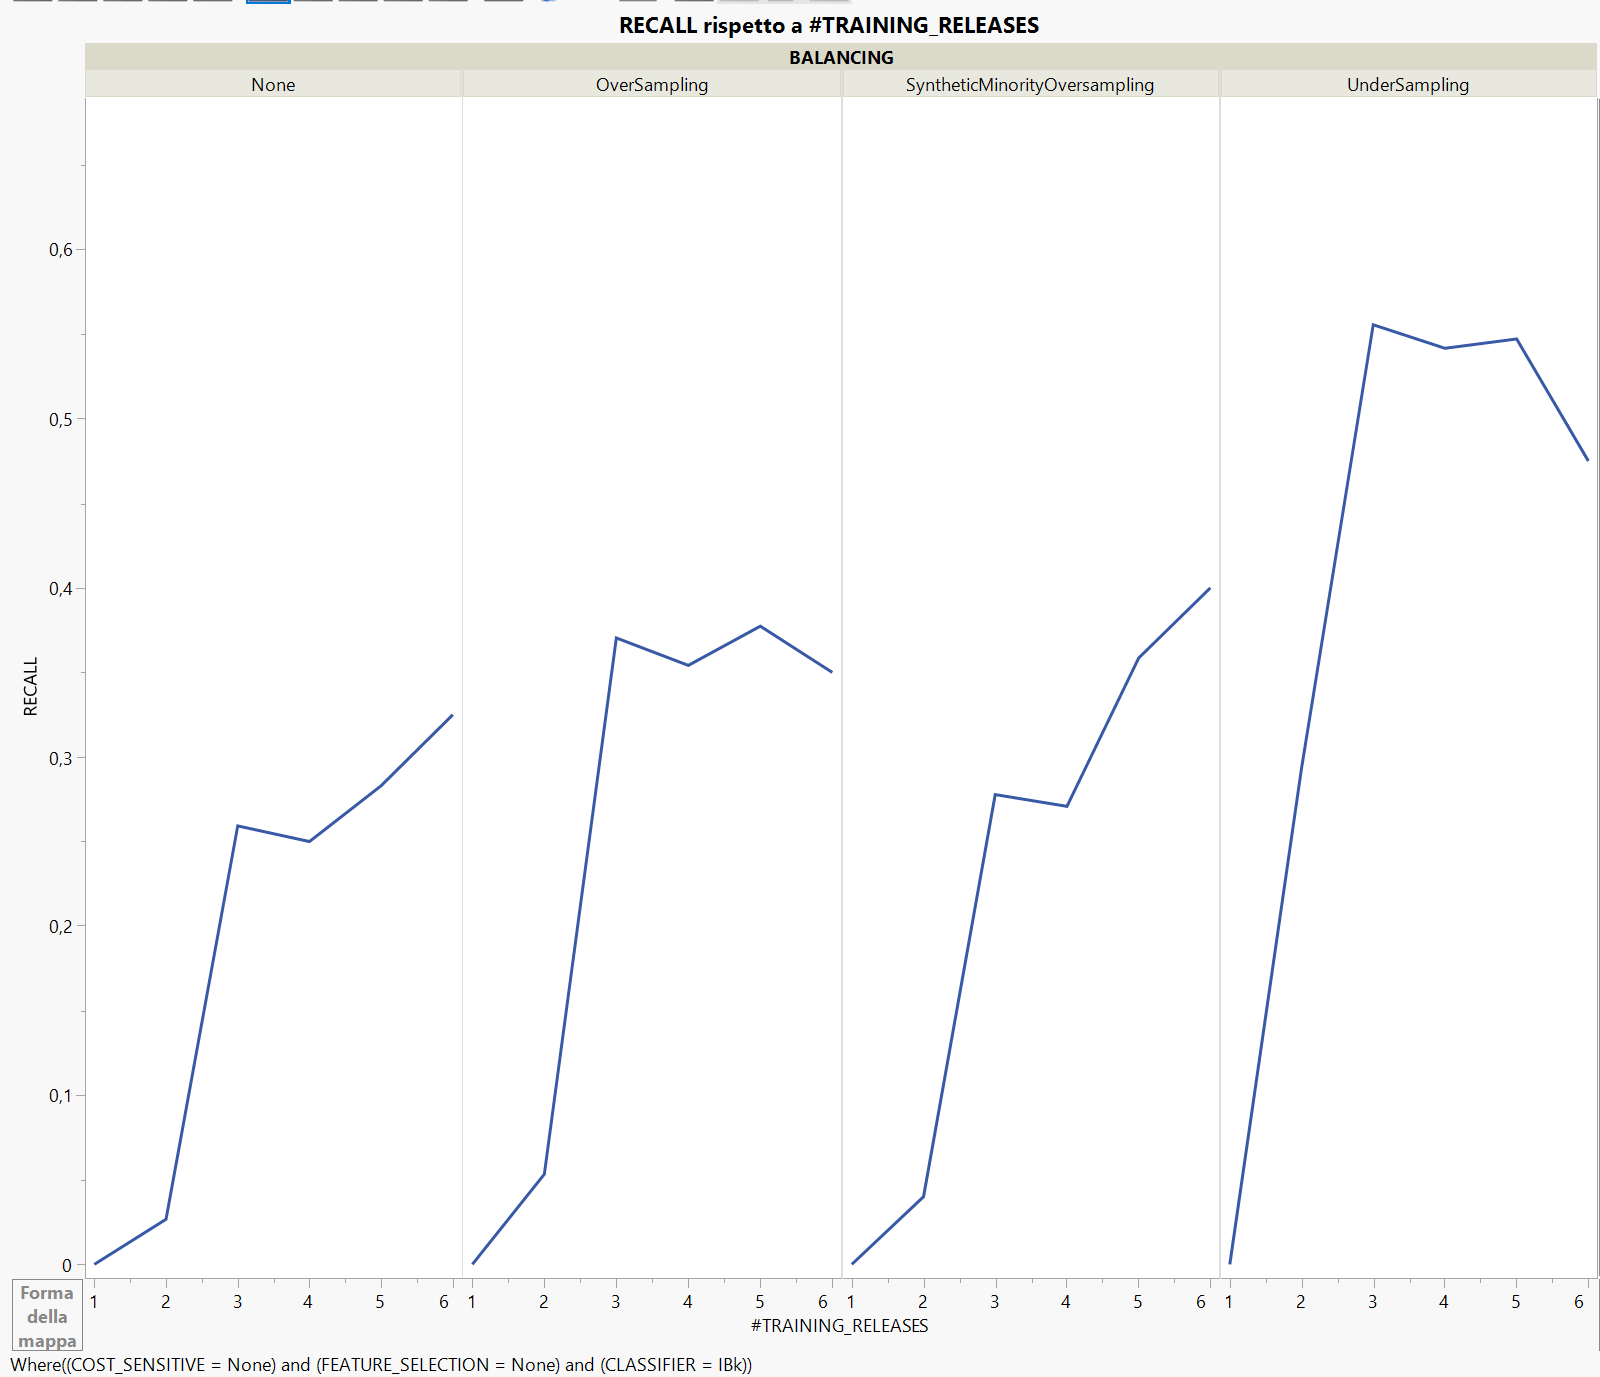 RECALL rispetto a #TRAINING_RELEASES
BALANCING
None OverSampling SyntheticMinorityOversampling UnderSampling
0,6
0,5
0,4
RECALL
0,3
0,2
0,1
0
1 2 3 4 5 6 1 2 3 4 5 6 1 2 3 4 5 6 1 2 3 4 5 6
#TRAINING_RELEASES
Forma
della
mappa
Where((COST_SENSITIVE = None) and (FEATURE_SELECTION = None) and (CLASSIFIER = IBk))